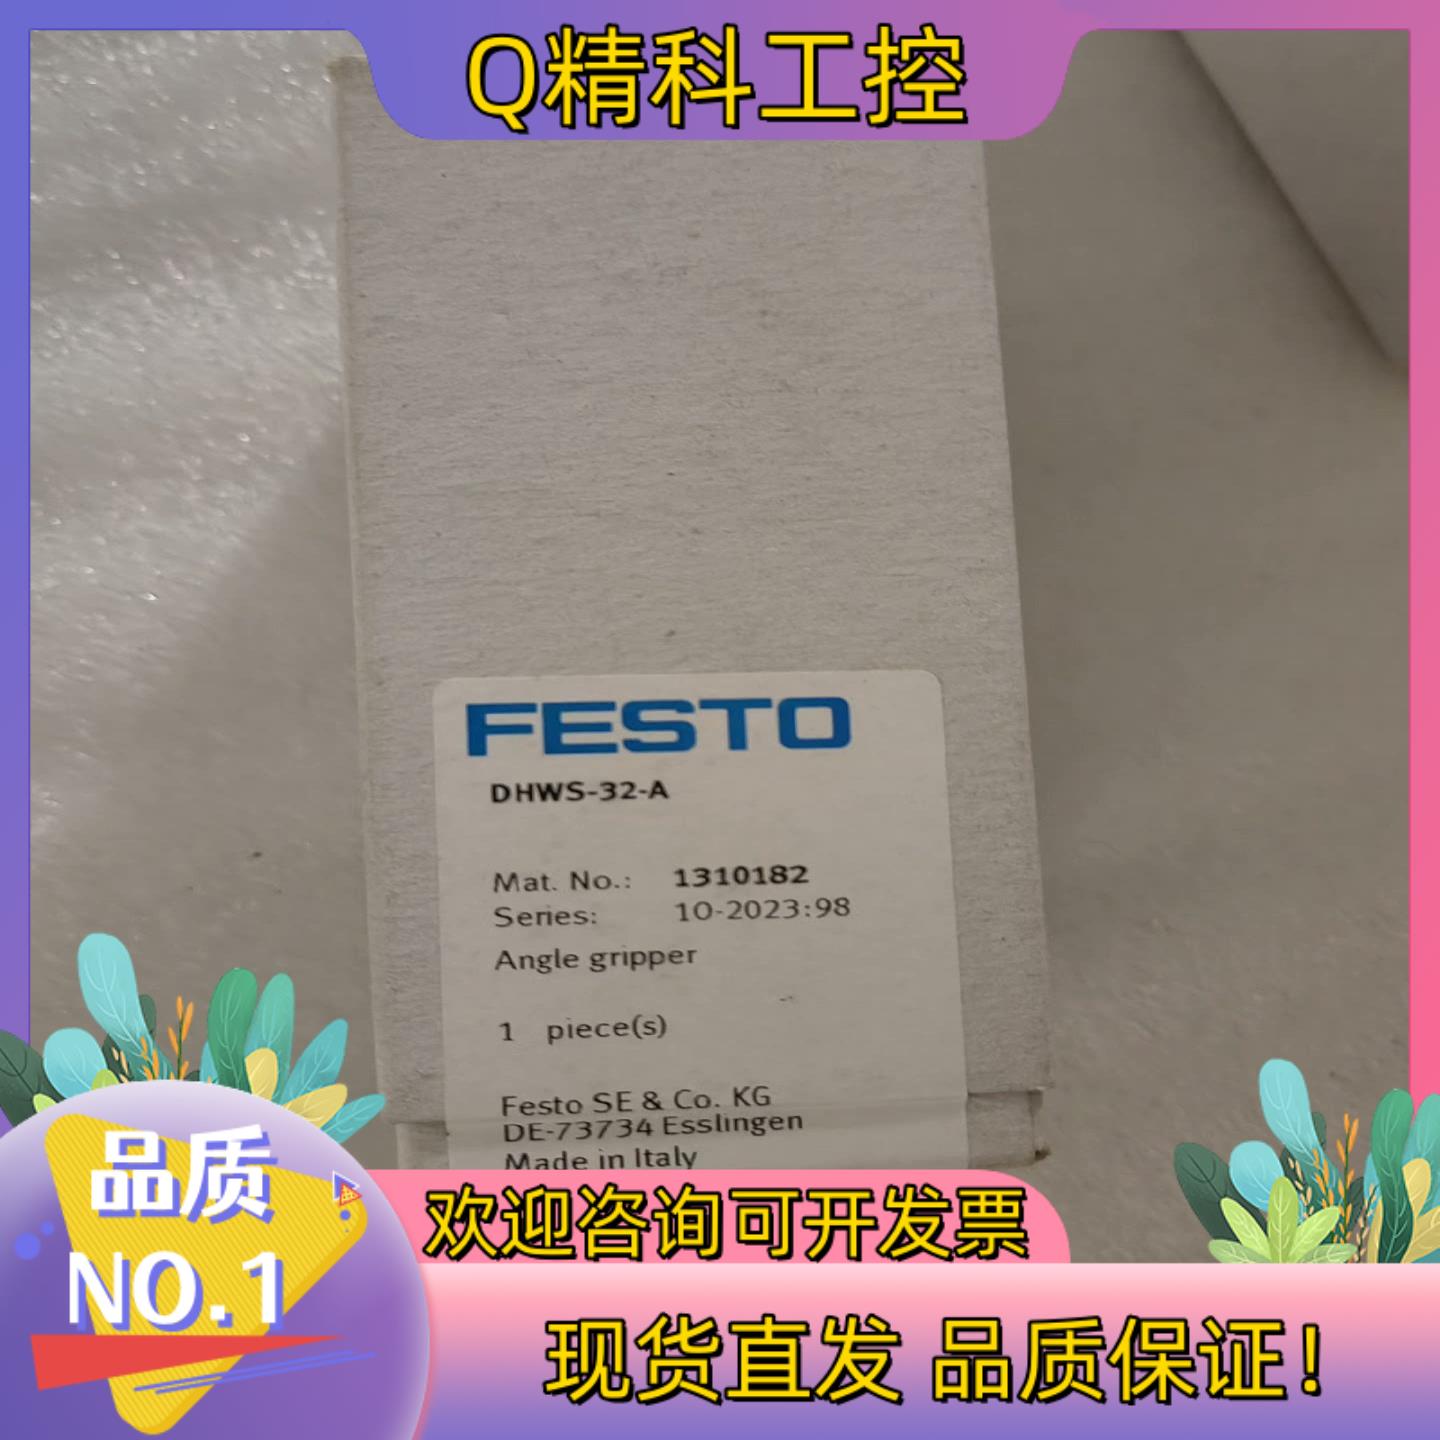 Q精科工控
FESTO
DHWS-32-A
Mat. No.: 1310182
Series: 10-2023:98
Angle gripper
1 piece(s)
Festo SE & Co. KG
DE-73734 Esslingen
Made in Italy
品质
NO.1
欢迎咨询可开发票
现货直发 品质保证！